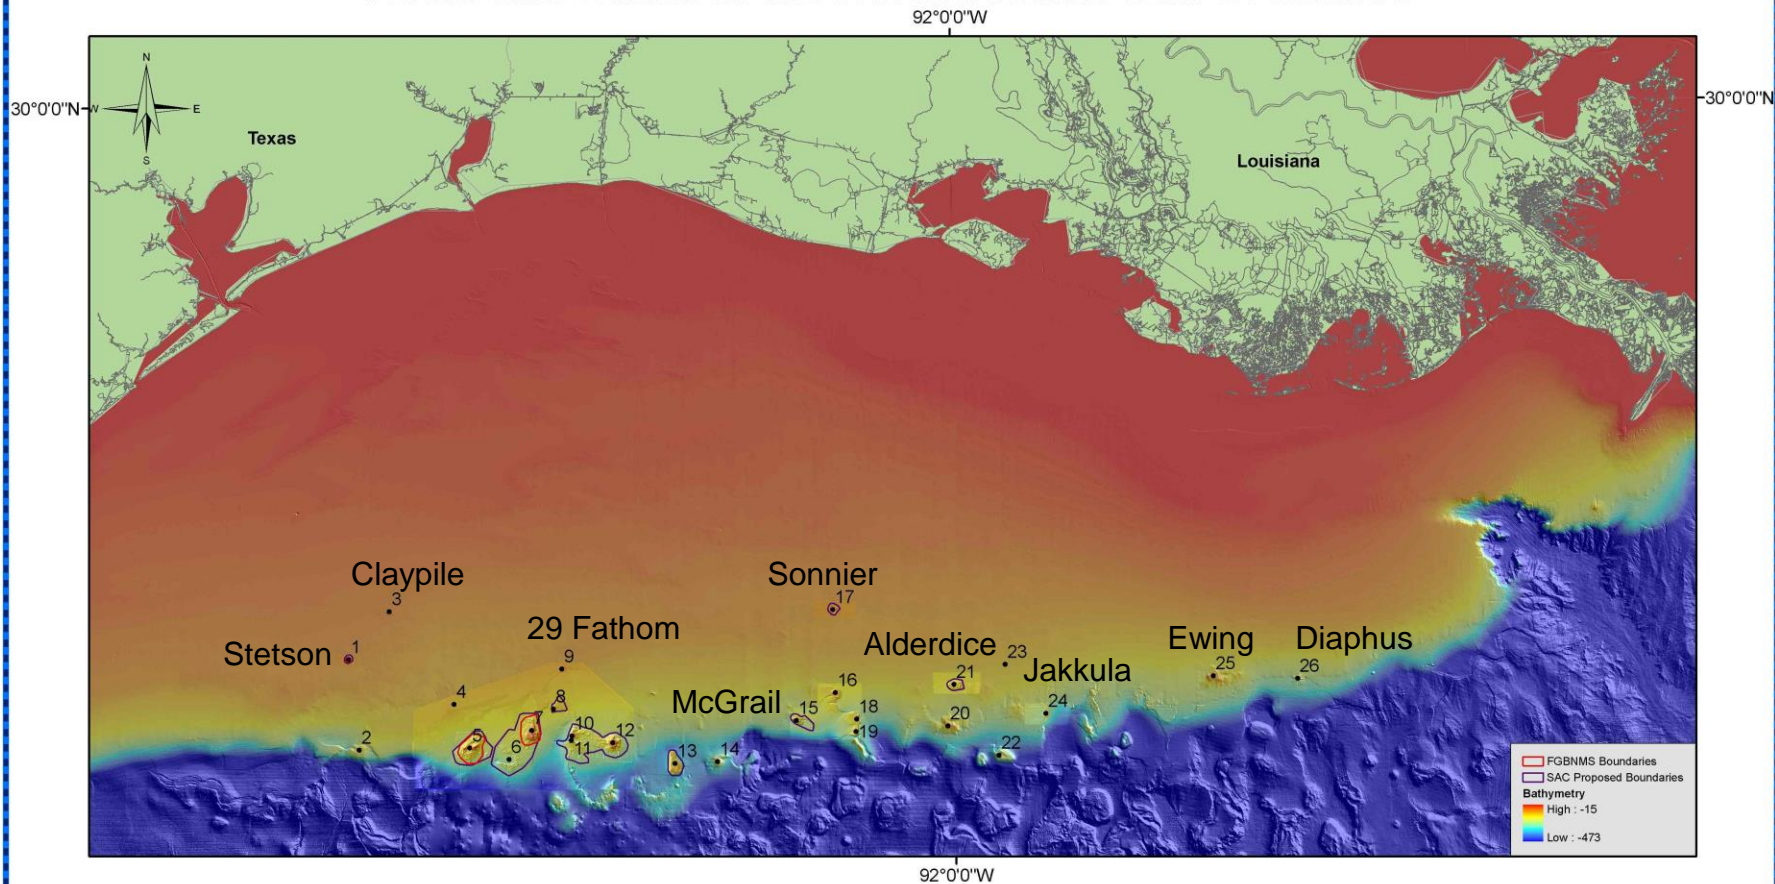 92°0'0"W
30°0'0"N
30°0'0"N
N
W
E
S
Texas
Louisiana
Claypile
3
Sonnier
17
29 Fathom
Stetson
1
9
Alderdice
23
Ewing
25
Diaphus
26
Jakkula
24
21
16
McGrail
15
18
19
20
22
4
8
7
2
5
6
10
11
12
13
14
FGBNMS Boundaries
SAC Proposed Boundaries
Bathymetry
High : -15
Low : -473
92°0'0"W